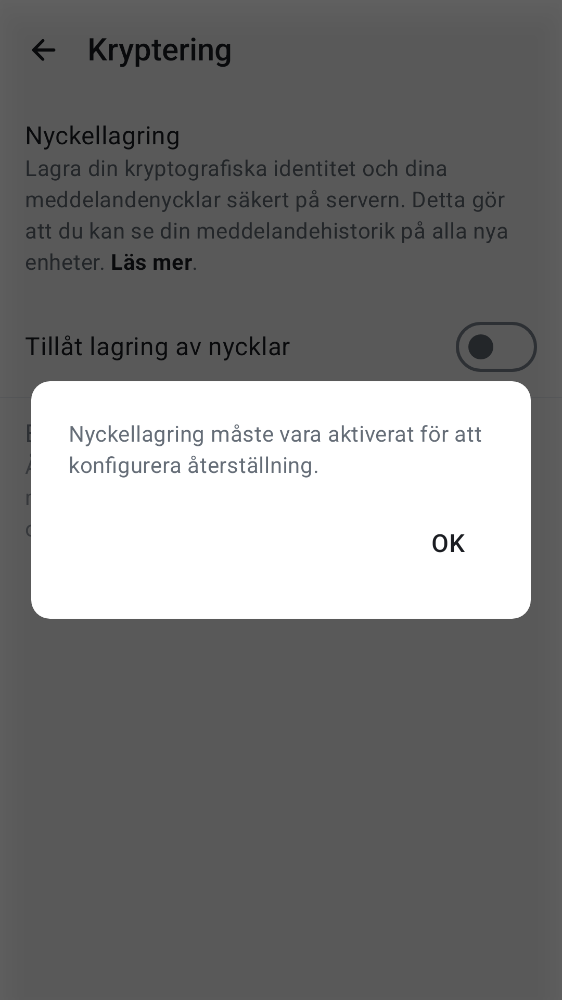 Kryptering
Nyckellagring
Lagra din kryptografiska identitet och dina
meddelandenycklar säkert på servern. Detta gör
att du kan se din meddelandehistorik på alla nya
enheter. Läs mer.
Tillåt lagring av nycklar
Nyckellagring måste vara aktiverat för att
konfigurera återställning.
OK